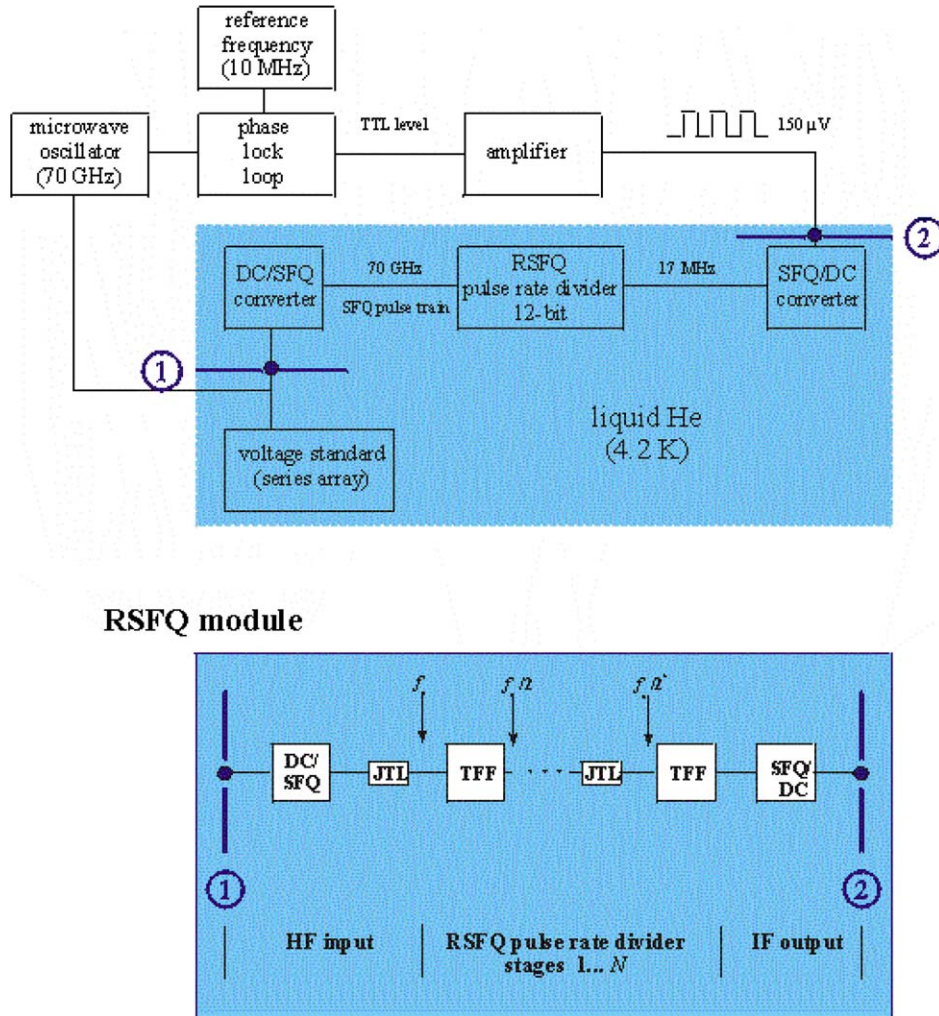 reference
frequency
(10 MHz)
microwave
oscillator
(70 GHz)
phase
lock
loop
TTL level
amplifier
150 µV
2
DC/SFQ
converter
70 GHz
SFQ pulse train
RSFQ
pulse rate divider
12-bit
17 MHz
SFQ/DC
converter
1
voltage standard
(series array)
liquid He
(4.2 K)
RSFQ module
f
f/2
DC/
SFQ
JTL
TFF
. . .
JTL
TFF
SFQ/
DC
1
2
HF input
RSFQ pulse rate divider
stages 1... N
IF output